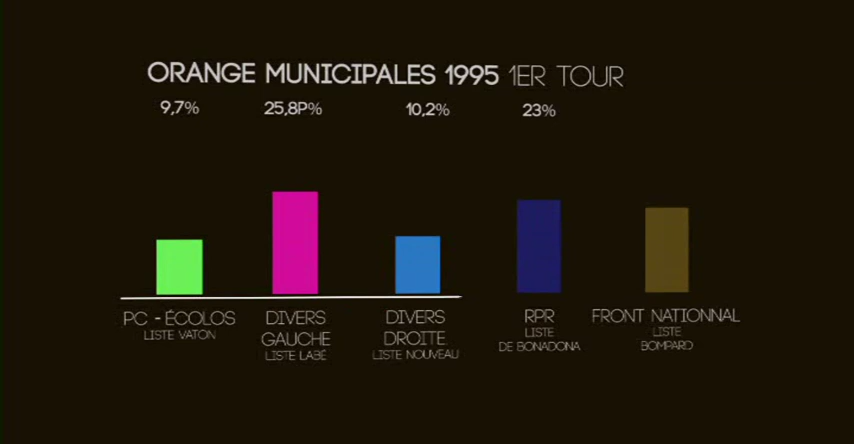 ORANGE MUNICIPALES 1995 1ER TOUR
9,7% 25,8P% 10,2% 23%
PC - ÉCOLOS
LISTE VATON
DIVERS
GAUCHE
LISTE LABÉ
DIVERS
DROITE
LISTE NOUVEAU
RPR
LISTE
DE BONADONA
FRONT NATIONNAL
LISTE
BOMPARD